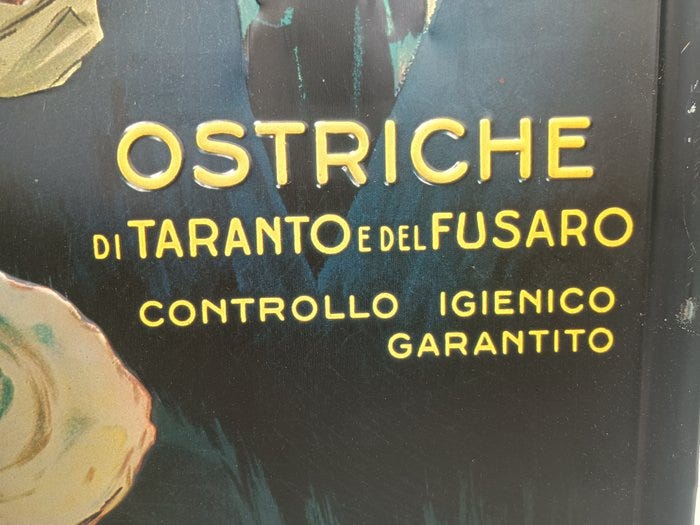 OSTRICHE
DI TARANTO E DEL FUSARO
CONTROLLO IGIENICO
GARANTITO